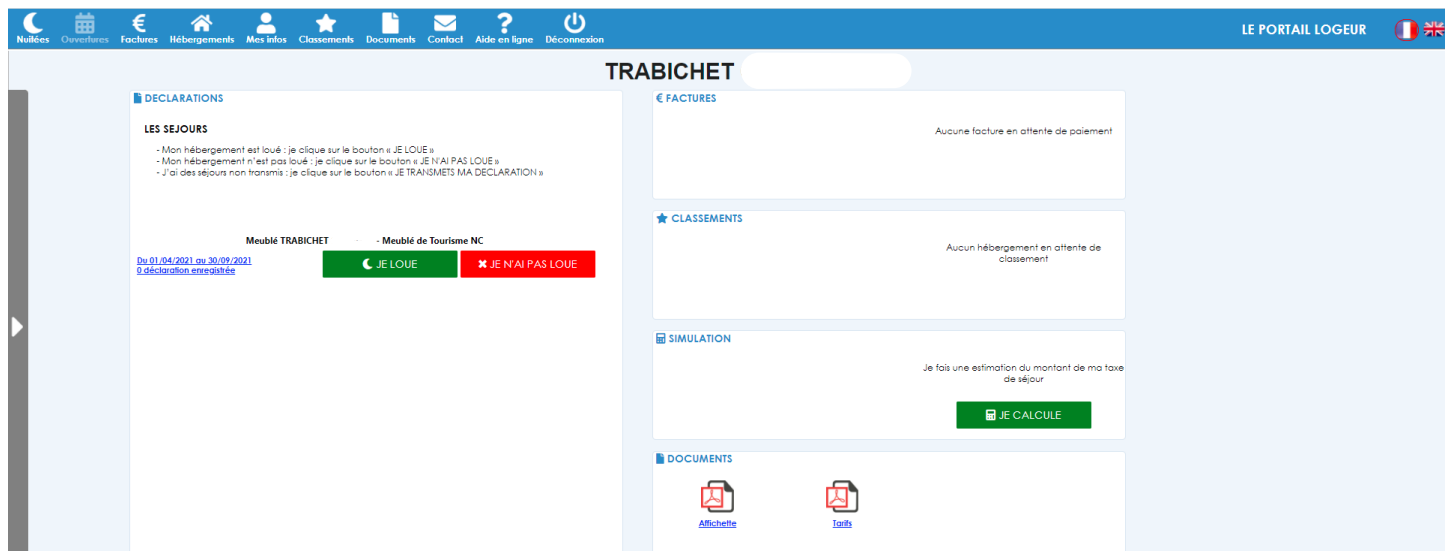 Nuitées Ouvertures Factures Hébergements Mes infos Classements Documents Contact Aide en ligne Déconnexion
LE PORTAIL LOGEUR
TRABICHET
DECLARATIONS
LES SEJOURS
- Mon hébergement est loué : je clique sur le bouton « JE LOUE »
- Mon hébergement n'est pas loué : je clique sur le bouton « JE N'AI PAS LOUE »
- J'ai des séjours non transmis : je clique sur le bouton « JE TRANSMETS MA DECLARATION »
Meublé TRABICHET - Meublé de Tourisme NC
Du 01/04/2021 au 30/09/2021
0 déclaration enregistrée
JE LOUE
JE N'AI PAS LOUE
€ FACTURES
Aucune facture en attente de paiement
CLASSEMENTS
Aucun hébergement en attente de
classement
SIMULATION
Je fais une estimation du montant de ma taxe
de séjour
JE CALCULE
DOCUMENTS
Affichette
Tarifs